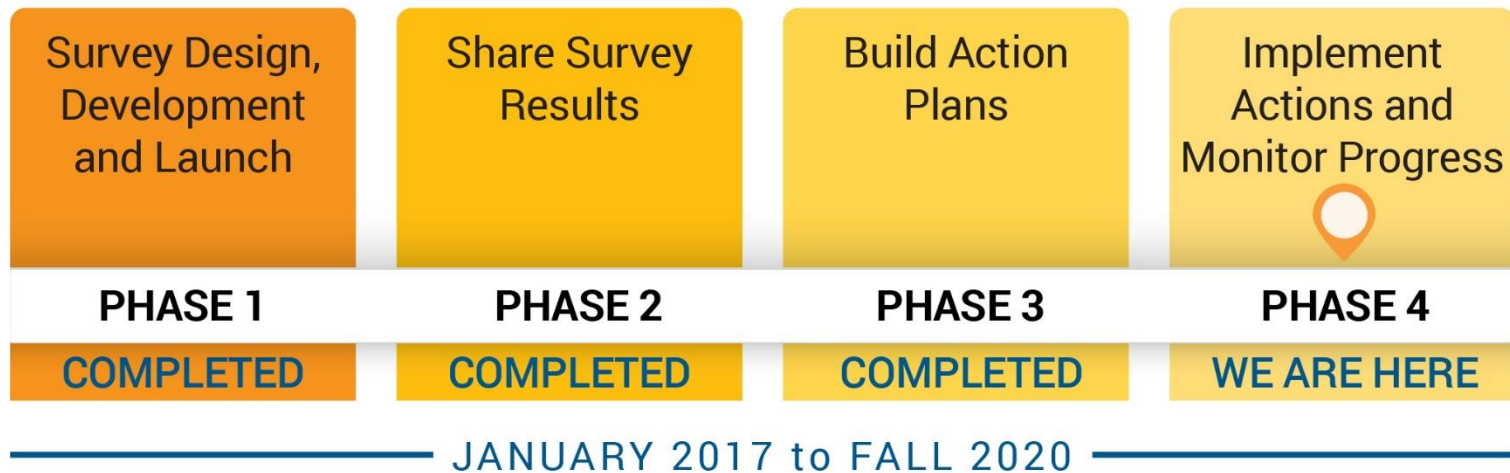 Survey Design,
Development
and Launch
Share Survey
Results
Build Action
Plans
Implement
Actions and
Monitor Progress
PHASE 1
PHASE 2
PHASE 3
PHASE 4
COMPLETED
COMPLETED
COMPLETED
WE ARE HERE
JANUARY 2017 to FALL 2020